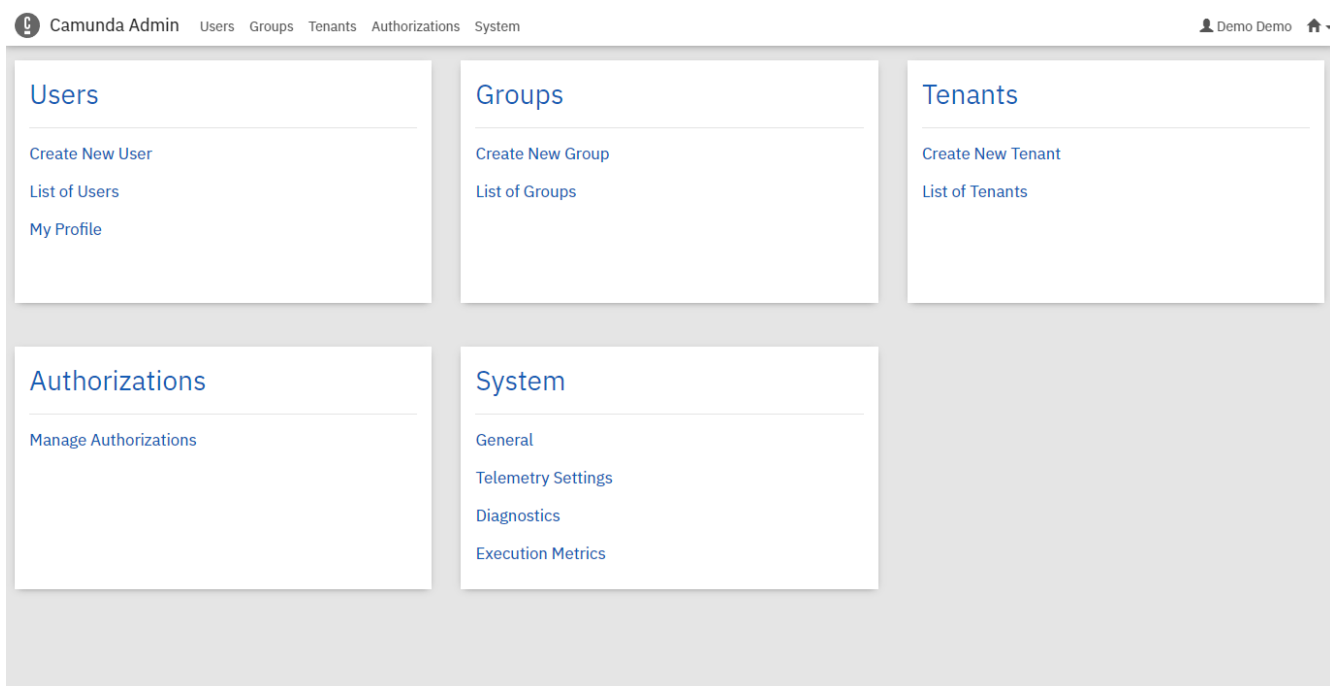 Camunda Admin Users Groups Tenants Authorizations System Demo Demo
Users
Create New User
List of Users
My Profile
Groups
Create New Group
List of Groups
Tenants
Create New Tenant
List of Tenants
Authorizations
Manage Authorizations
System
General
Telemetry Settings
Diagnostics
Execution Metrics